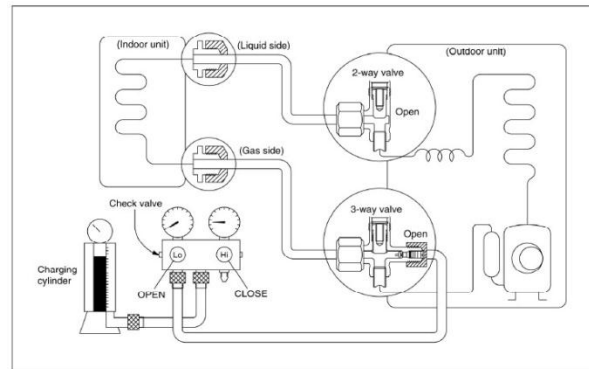 (Indoor unit)
(Liquid side)
(Outdoor unit)
2-way valve
Open
(Gas side)
3-way valve
Open
Check valve
Lo
Hi
Charging
cylinder
OPEN
CLOSE